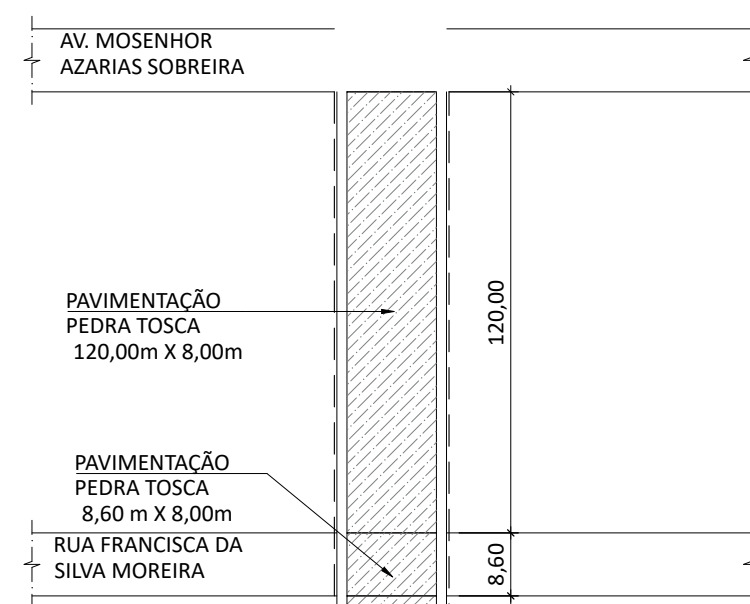 AV. MOSENHOR
AZARIAS SOBREIRA
PAVIMENTAÇÃO
PEDRA TOSCA
120,00m X 8,00m
120,00
PAVIMENTAÇÃO
PEDRA TOSCA
8,60 m X 8,00m
RUA FRANCISCA DA
SILVA MOREIRA
8,60